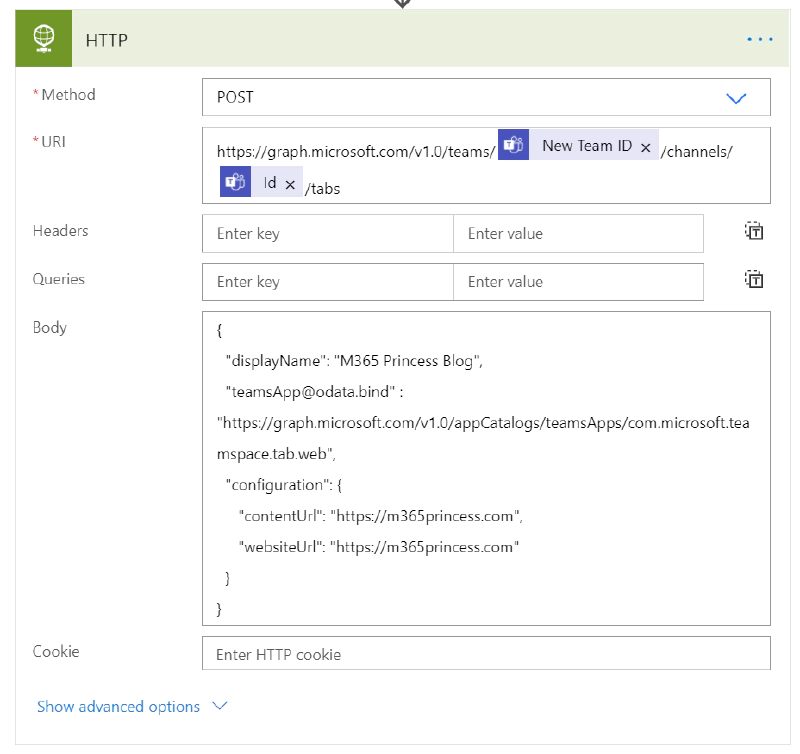 HTTP
* Method
POST
* URI
https://graph.microsoft.com/v1.0/teams/ New Team ID × /channels/
Id × /tabs
Headers
Enter key
Enter value
Queries
Enter key
Enter value
Body
{
"displayName": "M365 Princess Blog",
"teamsApp@odata.bind" :
"https://graph.microsoft.com/v1.0/appCatalogs/teamsApps/com.microsoft.tea
mspace.tab.web",
"configuration": {
"contentUrl": "https://m365princess.com",
"websiteUrl": "https://m365princess.com"
}
}
Cookie
Enter HTTP cookie
Show advanced options